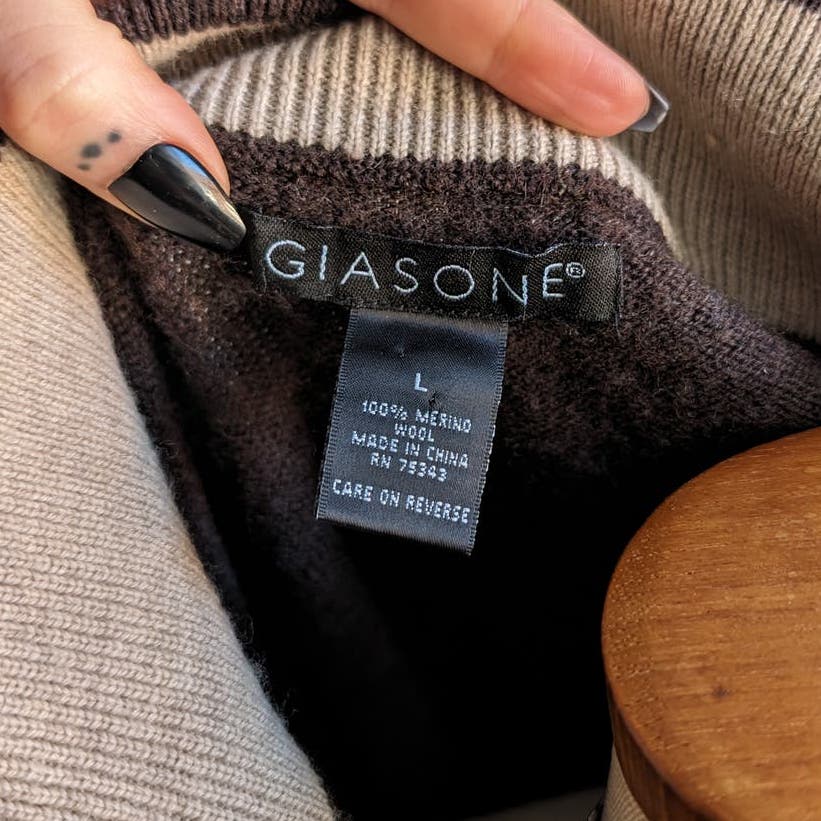 GIASONE®
L
100% MERINO
WOOL
MADE IN CHINA
RN 75343
CARE ON REVERSE